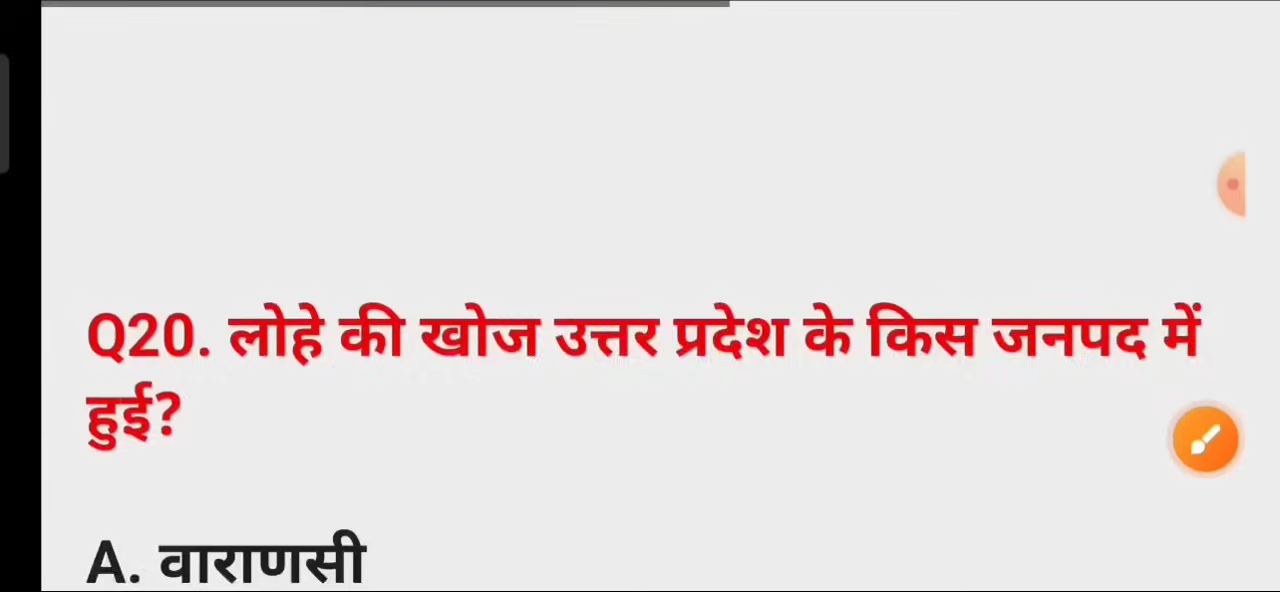 Q20. लोहे की खोज उत्तर प्रदेश के किस जनपद में
हुई?
A. वाराणसी